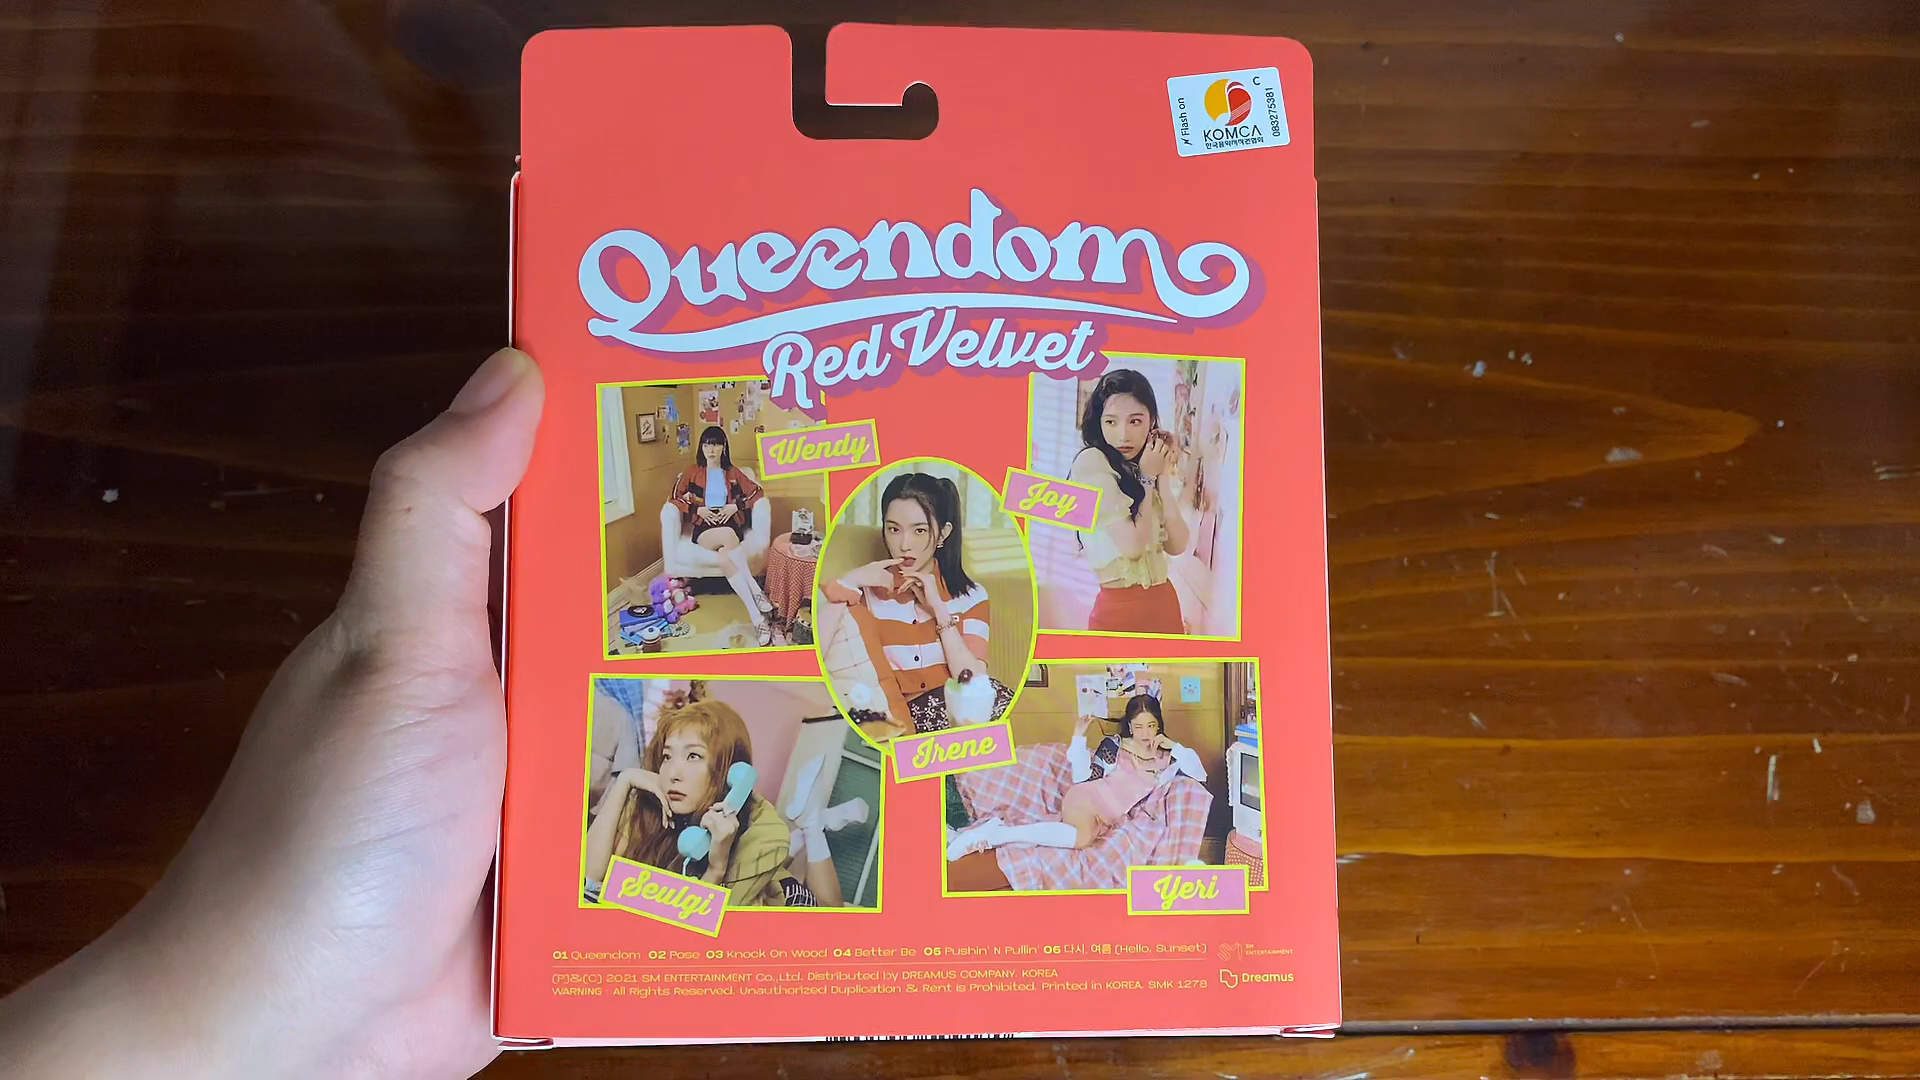 Flash on
KOMCA
한국음악저작권협회
C
083275381
Queendom
Red Velvet
Wendy
Joy
Irene
Seulgi
Yeri
01 Queendom 02 Pose 03 Knock On Wood 04 Better Be 05 Pushin' N Pullin' 06 다시, 여름 (Hello, Sunset)
SM ENTERTAINMENT
(P)&(C) 2021 SM ENTERTAINMENT Co.,Ltd. Distributed by DREAMUS COMPANY. KOREA
WARNING : All Rights Reserved. Unauthorized Duplication & Rent is Prohibited. Printed in KOREA. SMK 1278
Dreamus